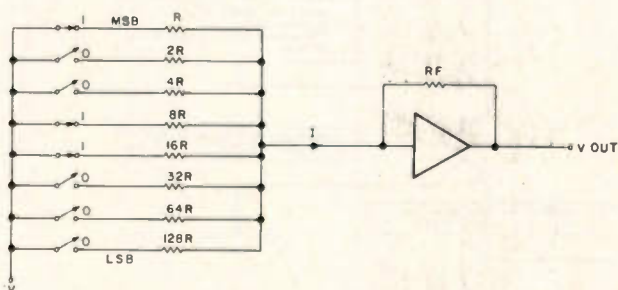 1 MSB R
0 2R
0 4R
1 8R
1 16R
0 32R
0 64R
0 128R
LSB
V
I
RF
V OUT